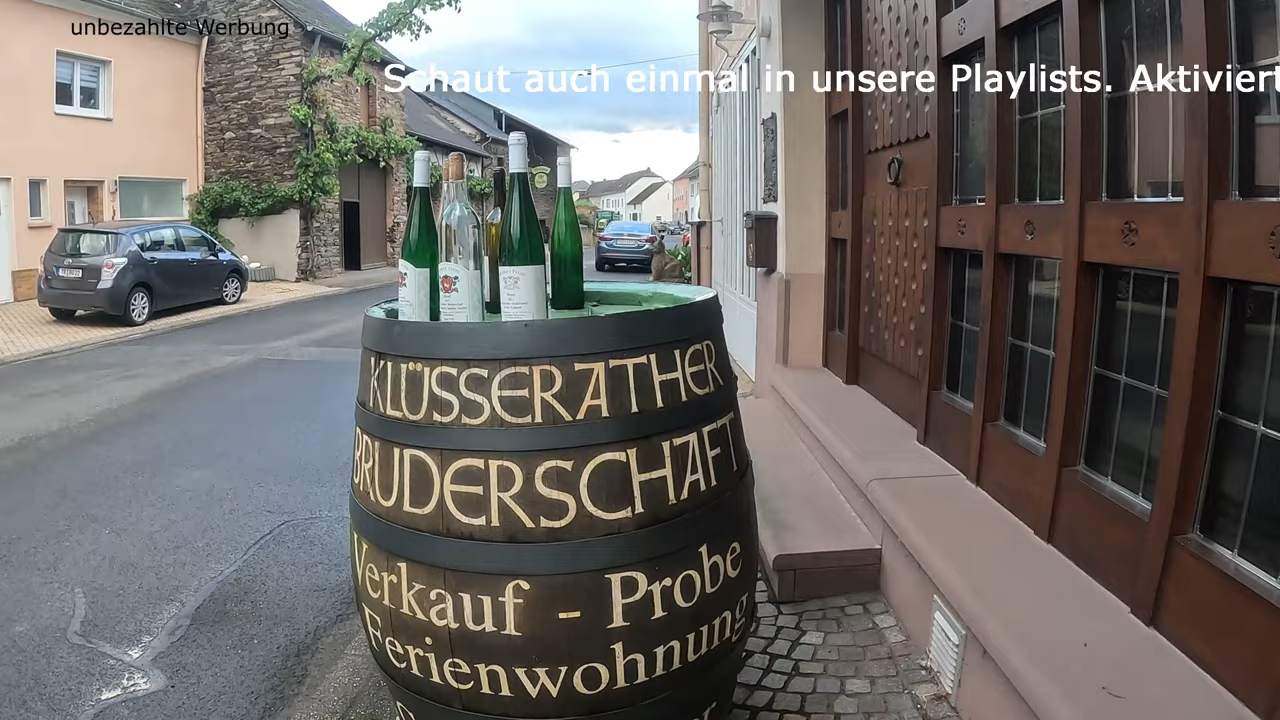 unbezahlte Werbung
Schaut auch einmal in unsere Playlists. Aktiviert
KLÜSSERATHER
BRUDERSCHAFT
Verkauf - Probe
Ferienwohnung